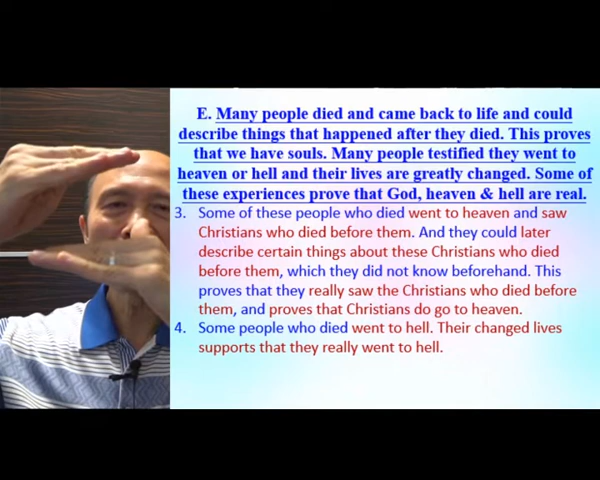 E. Many people died and came back to life and could
describe things that happened after they died. This proves
that we have souls. Many people testified they went to
heaven or hell and their lives are greatly changed. Some of
these experiences prove that God, heaven & hell are real.
3. Some of these people who died went to heaven and saw
Christians who died before them. And they could later
describe certain things about these Christians who died
before them, which they did not know beforehand. This
proves that they really saw the Christians who died before
them, and proves that Christians do go to heaven.
4. Some people who died went to hell. Their changed lives
supports that they really went to hell.